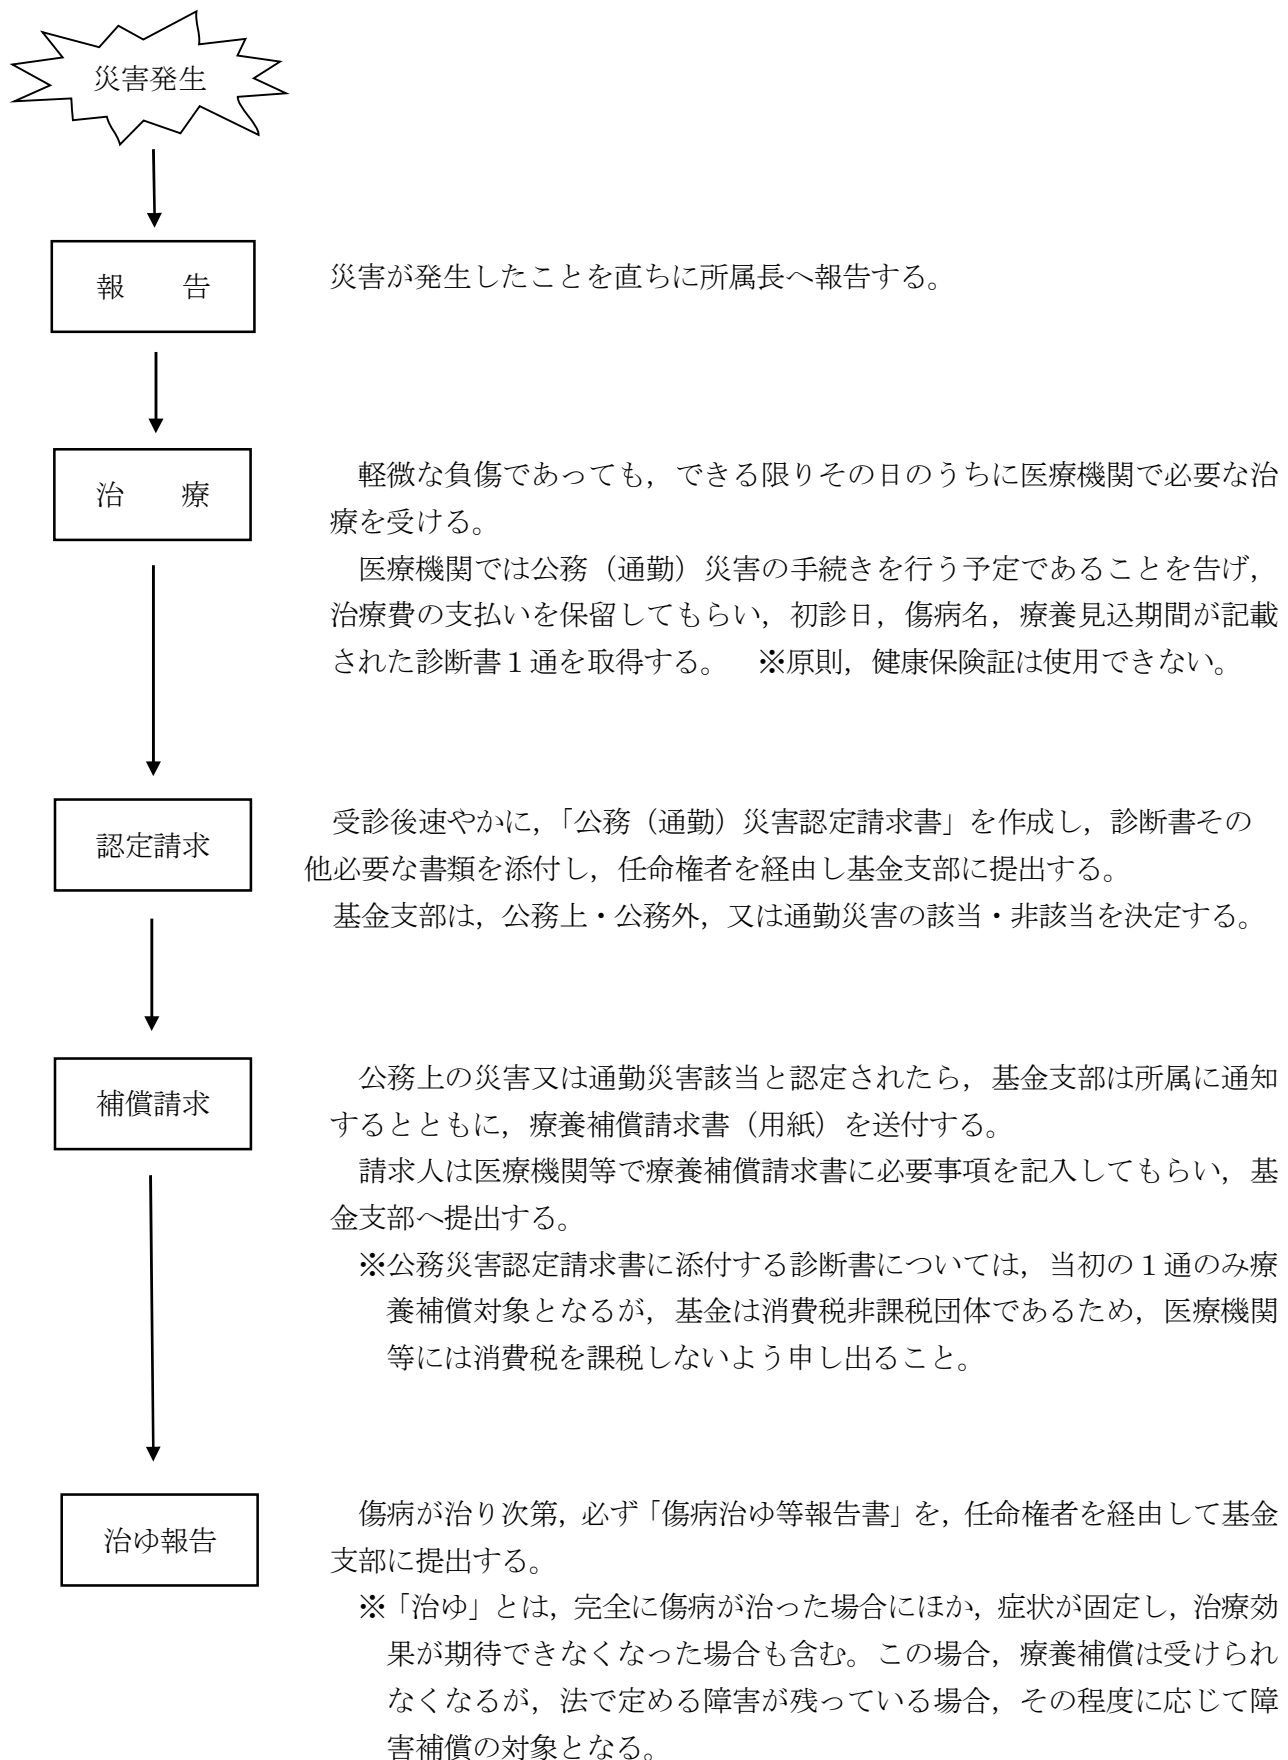 災害発生
報　　告
災害が発生したことを直ちに所属長へ報告する。
治　　療
軽微な負傷であっても，できる限りその日のうちに医療機関で必要な治
療を受ける。
医療機関では公務（通勤）災害の手続きを行う予定であることを告げ，
治療費の支払いを保留してもらい，初診日，傷病名，療養見込期間が記載
された診断書１通を取得する。　※原則，健康保険証は使用できない。
認定請求
受診後速やかに，「公務（通勤）災害認定請求書」を作成し，診断書その
他必要な書類を添付し，任命権者を経由し基金支部に提出する。
基金支部は，公務上・公務外，又は通勤災害の該当・非該当を決定する。
補償請求
公務上の災害又は通勤災害該当と認定されたら，基金支部は所属に通知
するとともに，療養補償請求書（用紙）を送付する。
請求人は医療機関等で療養補償請求書に必要事項を記入してもらい，基
金支部へ提出する。
※公務災害認定請求書に添付する診断書については，当初の１通のみ療
養補償対象となるが，基金は消費税非課税団体であるため，医療機関
等には消費税を課税しないよう申し出ること。
治ゆ報告
傷病が治り次第，必ず「傷病治ゆ等報告書」を，任命権者を経由して基金
支部に提出する。
※「治ゆ」とは，完全に傷病が治った場合にほか，症状が固定し，治療効
果が期待できなくなった場合も含む。この場合，療養補償は受けられ
なくなるが，法で定める障害が残っている場合，その程度に応じて障
害補償の対象となる。